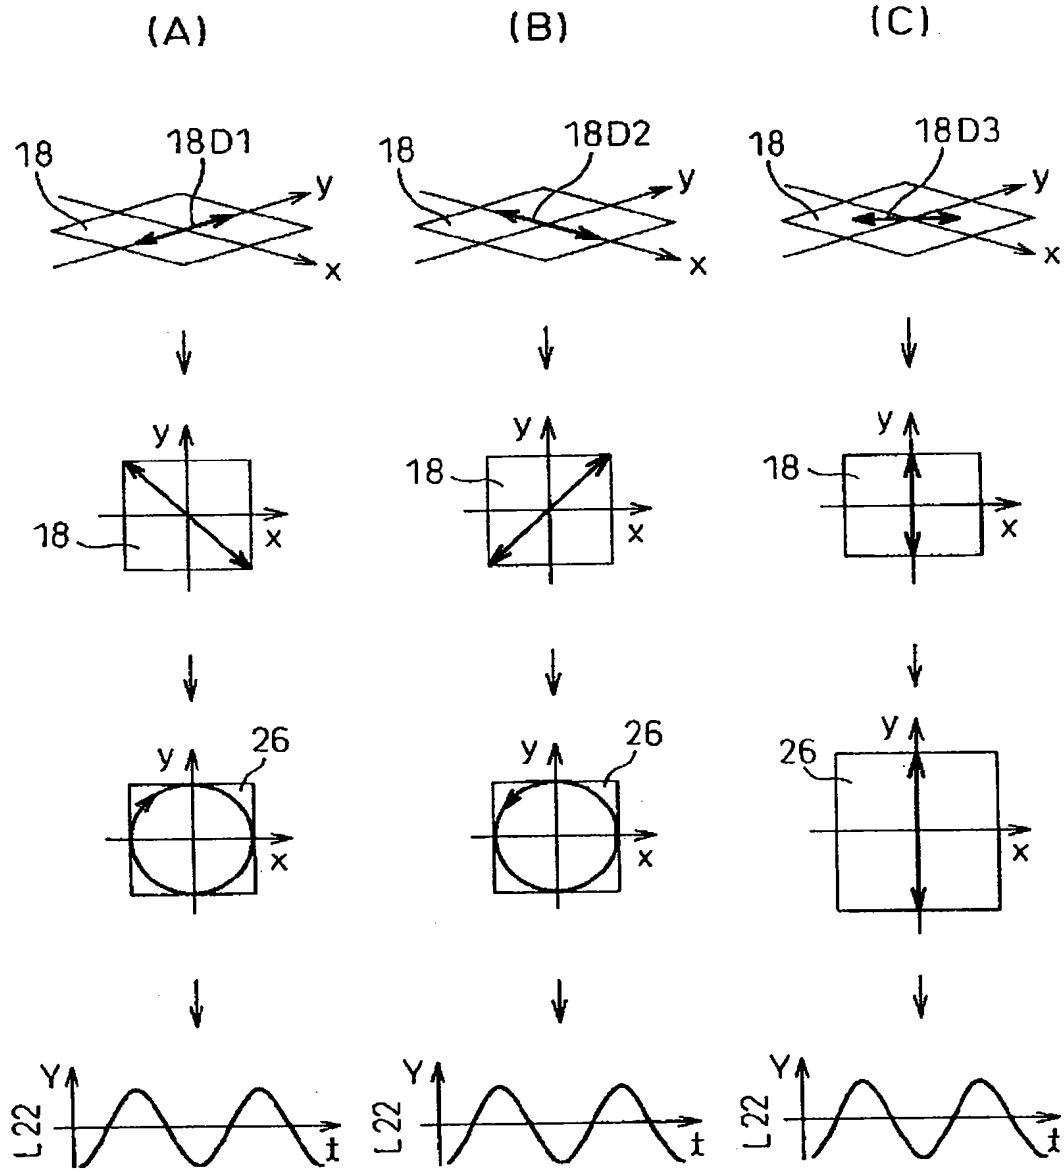 (A) (B) (C)
18 18D1 y x
18 18D2 y x
18 18D3 y x
y 18 x
y 18 x
y 18 x
y 26 x
y 26 x
y 26 x
Y L22 t
Y L22 t
Y L22 t